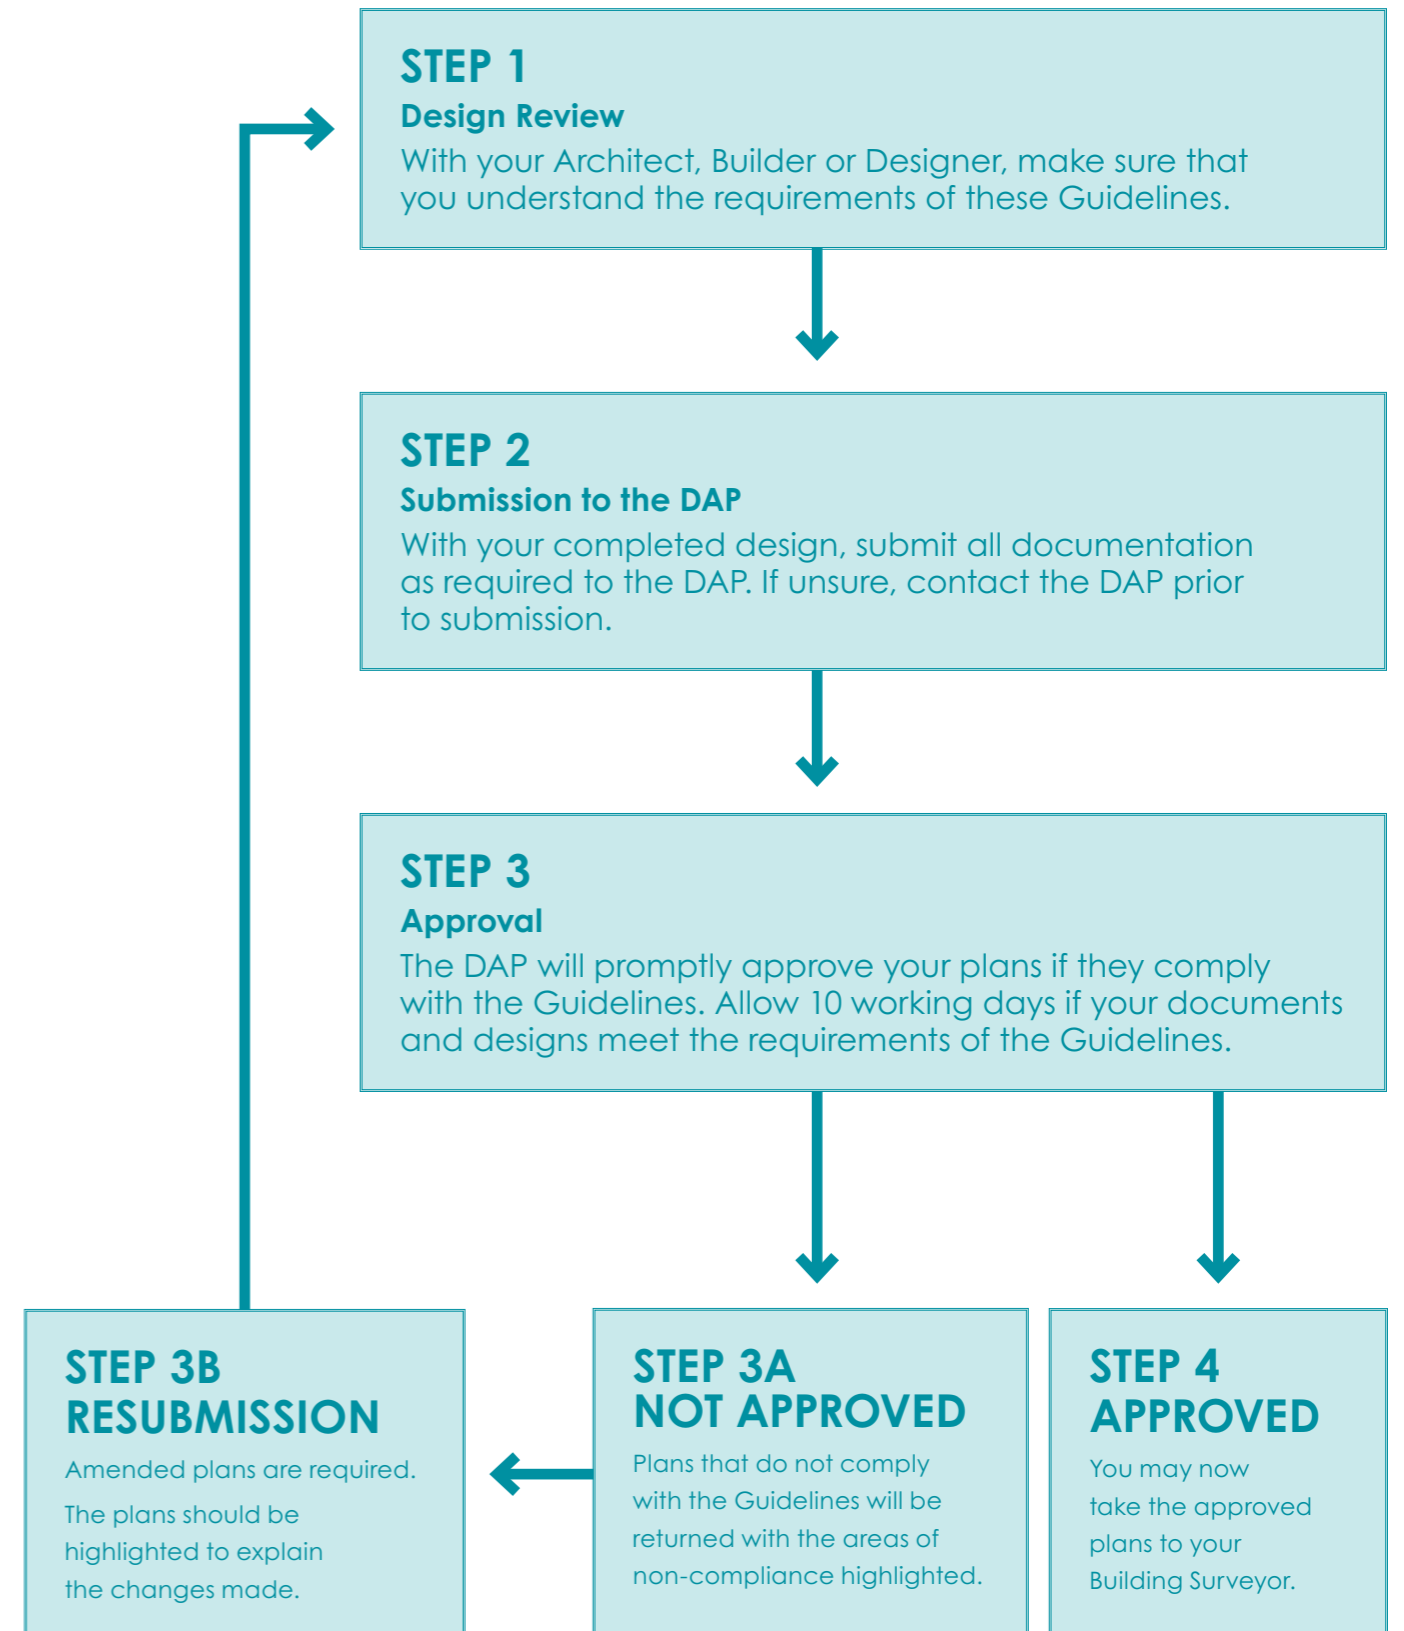 STEP 1
Design Review
With your Architect, Builder or Designer, make sure that
you understand the requirements of these Guidelines.
STEP 2
Submission to the DAP
With your completed design, submit all documentation
as required to the DAP. If unsure, contact the DAP prior
to submission.
STEP 3
Approval
The DAP will promptly approve your plans if they comply
with the Guidelines. Allow 10 working days if your documents
and designs meet the requirements of the Guidelines.
STEP 3B
RESUBMISSION
Amended plans are required.
The plans should be
highlighted to explain
the changes made.
STEP 3A
NOT APPROVED
Plans that do not comply
with the Guidelines will be
returned with the areas of
non-compliance highlighted.
STEP 4
APPROVED
You may now
take the approved
plans to your
Building Surveyor.